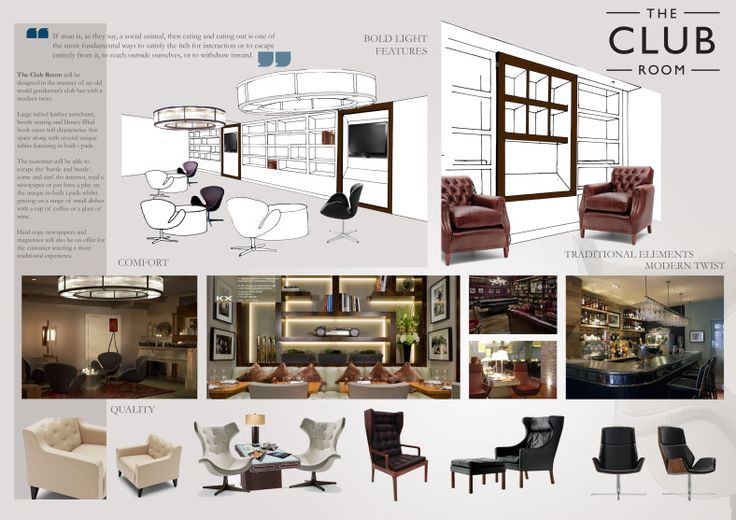 If man is, as they say, a social animal, then eating and eating out is one of
the most fundamental ways to satisfy the itch for interaction or to escape
entirely from it, to reach outside ourselves, or to withdraw inward.
BOLD LIGHT
FEATURES
THE
CLUB
ROOM
The Club Room will be
designed in the manner of an old
world gentleman's club but with a
modern twist.
Large tufted leather armchairs,
booth seating and library filled
book cases will characterise this
space along with several unique
tables featuring in-built i-pads.
The customer will be able to
escape the 'hustle and bustle',
come and surf the internet, read a
newspaper or just have a play on
the unique in-built i-pads whilst
grazing on a range of small dishes
with a cup of coffee or a glass of
wine.
Hard copy newspapers and
magazines will also be on offer for
the customer wanting a more
traditional experience.
COMFORT
TRADITIONAL ELEMENTS
MODERN TWIST
KX
QUALITY